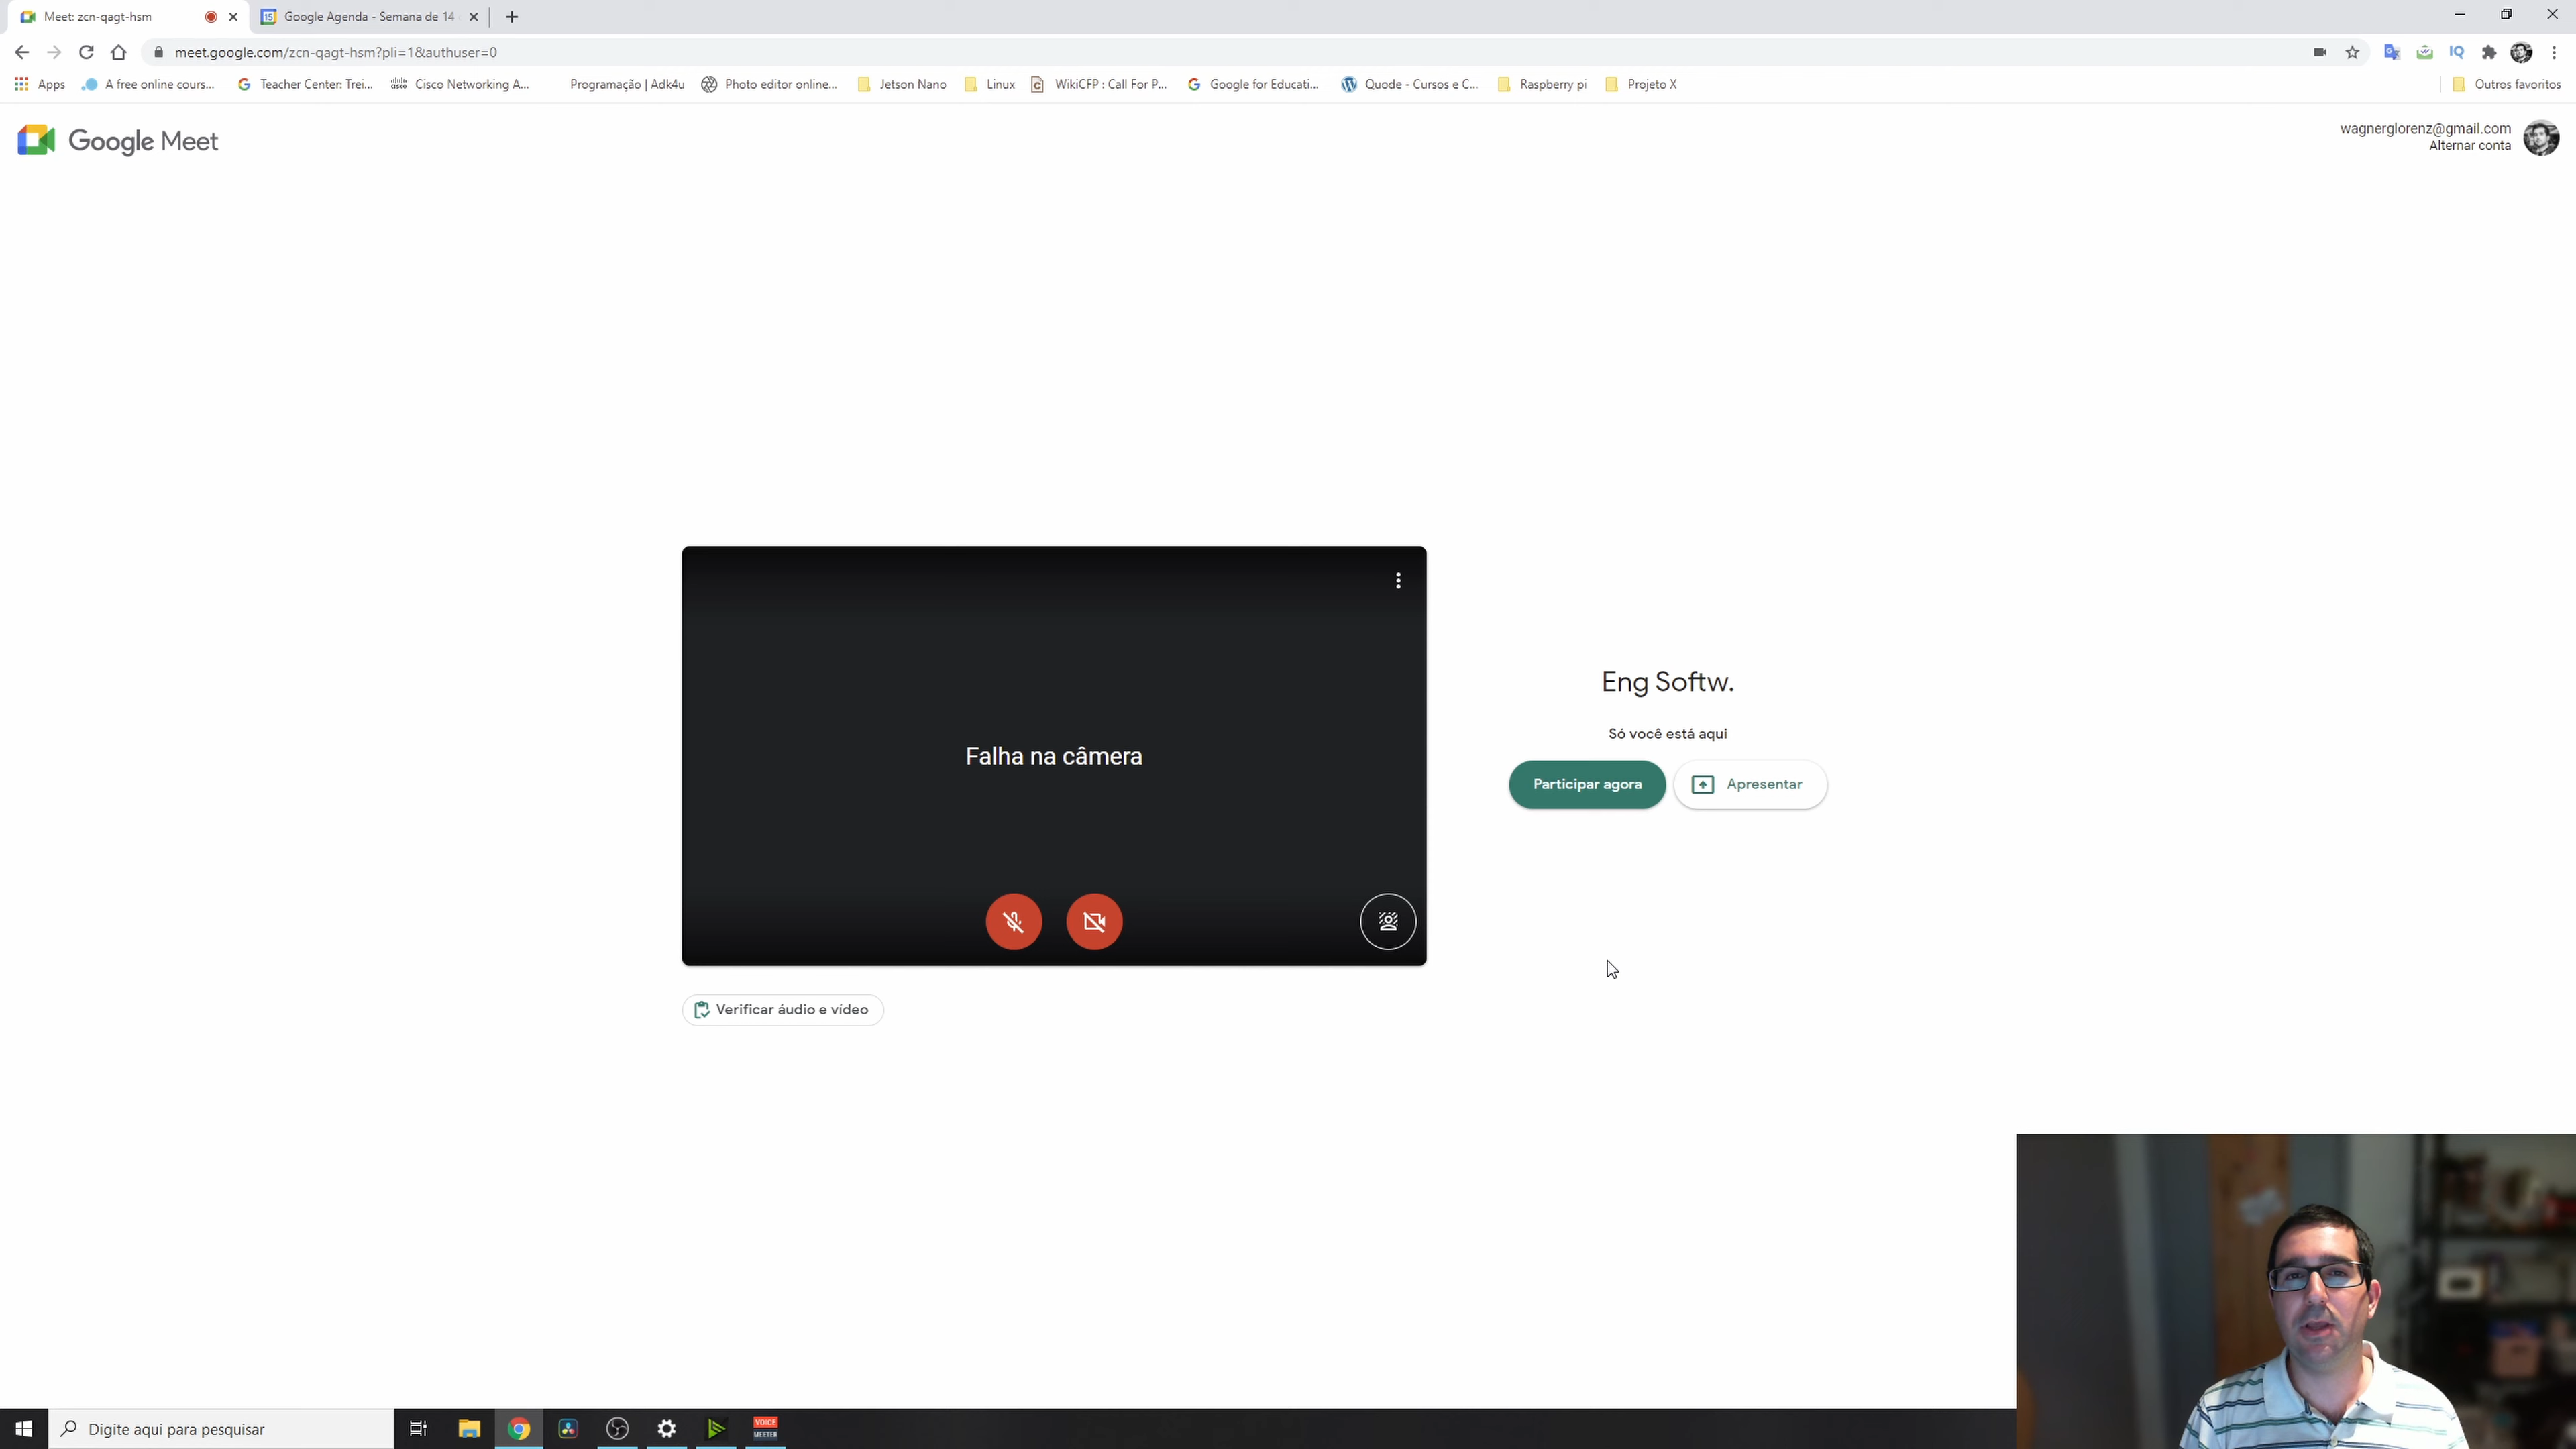 Meet: zcn-qagt-hsm
Google Agenda - Semana de 14
meet.google.com/zcn-qagt-hsm?pli=1&authuser=0
Apps
A free online cours...
Teacher Center: Trei...
Cisco Networking A...
Programação | Adk4u
Photo editor online...
Jetson Nano
Linux
WikiCFP : Call For P...
Google for Educati...
Quode - Cursos e C...
Raspberry pi
Projeto X
Outros favoritos
Google Meet
wagnerglorenz@gmail.com
Alternar conta
Falha na câmera
Eng Softw.
Só você está aqui
Participar agora
Apresentar
Verificar áudio e vídeo
Digite aqui para pesquisar
VOICE
MEETER